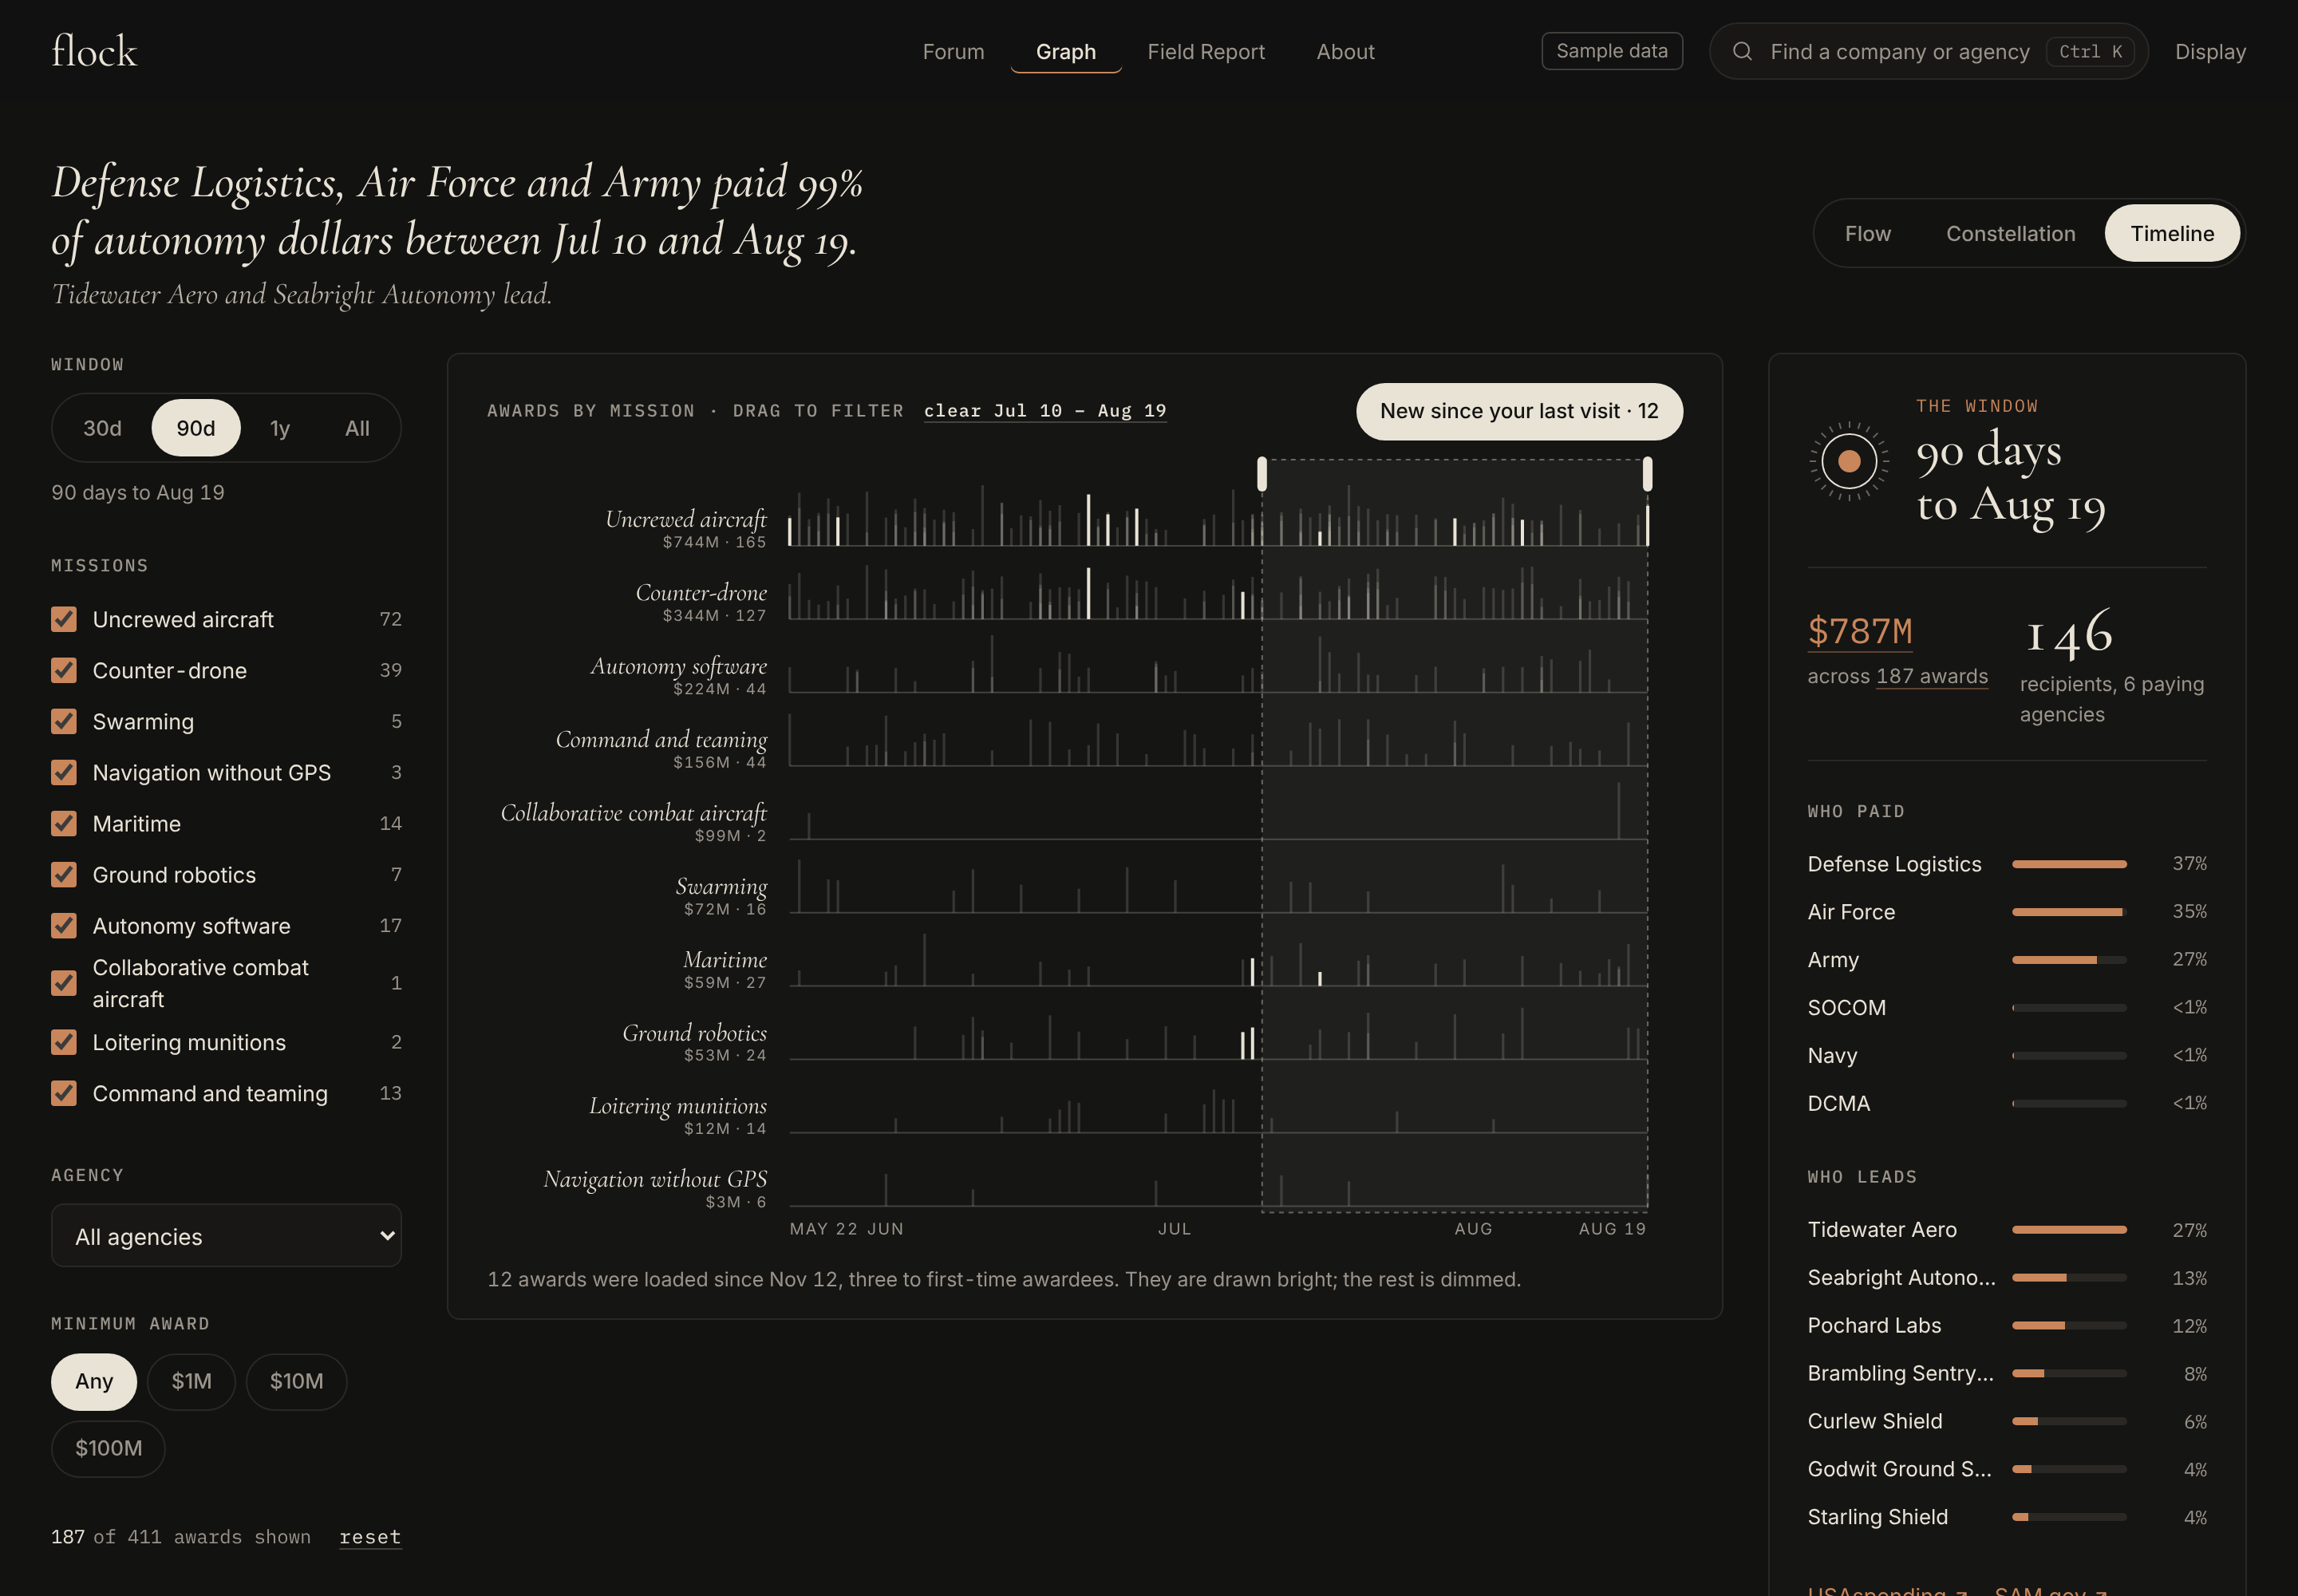 flock
Forum
Graph
Field Report
About
Sample data
Find a company or agency
Ctrl K
Display
Defense Logistics, Air Force and Army paid 99%
of autonomy dollars between Jul 10 and Aug 19.
Tidewater Aero and Seabright Autonomy lead.
Flow
Constellation
Timeline
WINDOW
30d
90d
1y
All
90 days to Aug 19
MISSIONS
Uncrewed aircraft 72
Counter-drone 39
Swarming 5
Navigation without GPS 3
Maritime 14
Ground robotics 7
Autonomy software 17
Collaborative combat
aircraft 1
Loitering munitions 2
Command and teaming 13
AGENCY
All agencies
MINIMUM AWARD
Any
$1M
$10M
$100M
187 of 411 awards shown reset
AWARDS BY MISSION · DRAG TO FILTER clear Jul 10 – Aug 19
New since your last visit · 12
Uncrewed aircraft
$744M · 165
Counter-drone
$344M · 127
Autonomy software
$224M · 44
Command and teaming
$156M · 44
Collaborative combat aircraft
$99M · 2
Swarming
$72M · 16
Maritime
$59M · 27
Ground robotics
$53M · 24
Loitering munitions
$12M · 14
Navigation without GPS
$3M · 6
MAY 22 JUN JUL AUG AUG 19
12 awards were loaded since Nov 12, three to first-time awardees. They are drawn bright; the rest is dimmed.
THE WINDOW
90 days
to Aug 19
$787M
across 187 awards
146
recipients, 6 paying
agencies
WHO PAID
Defense Logistics 37%
Air Force 35%
Army 27%
SOCOM <1%
Navy <1%
DCMA <1%
WHO LEADS
Tidewater Aero 27%
Seabright Autono... 13%
Pochard Labs 12%
Brambling Sentry... 8%
Curlew Shield 6%
Godwit Ground S... 4%
Starling Shield 4%
USAspending ↗ SAM.gov ↗